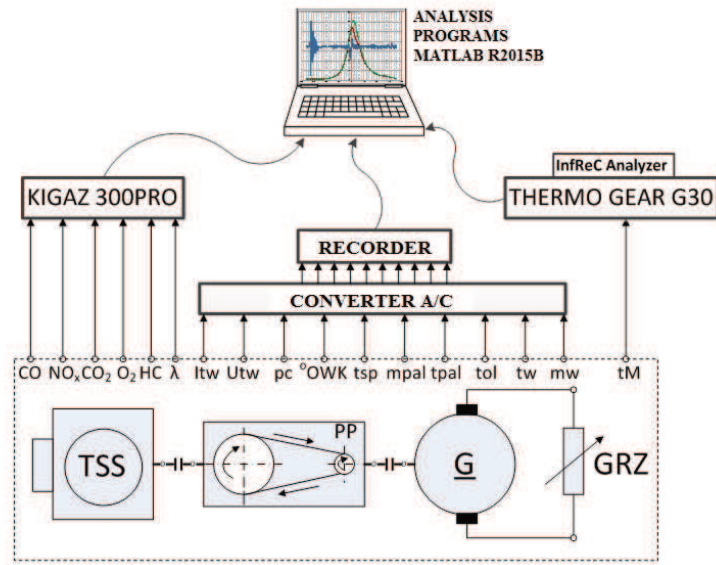 ANALYSIS
PROGRAMS
MATLAB R2015B
InfReC Analyzer
KIGAZ 300PRO
THERMO GEAR G30
RECORDER
CONVERTER A/C
CO NOₓ CO₂ O₂ HC λ Itw Utw pc °OWK tsp mpal tpal tol tw mw tM
PP
TSS
G
GRZ